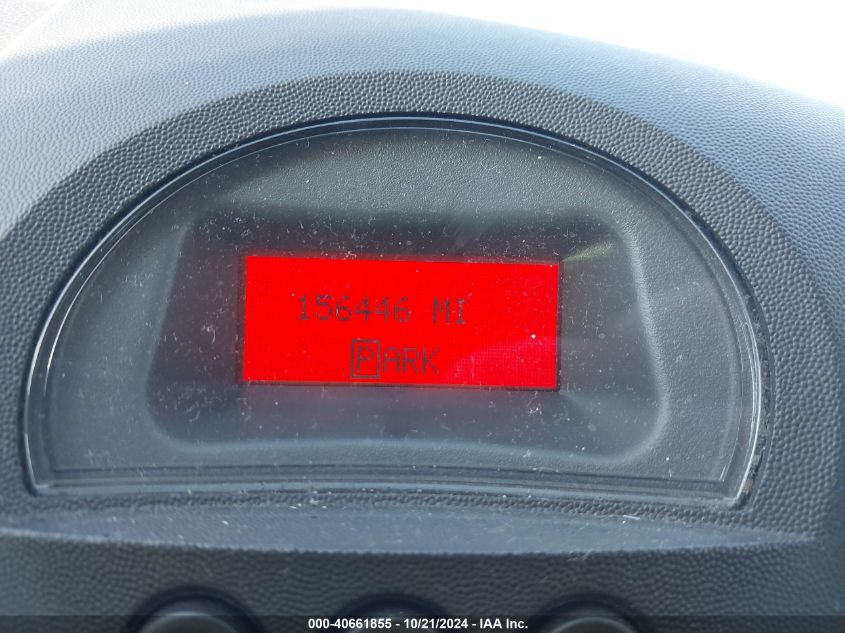 156446 MI
PARK
000-40661855 - 10/21/2024 - IAA Inc.